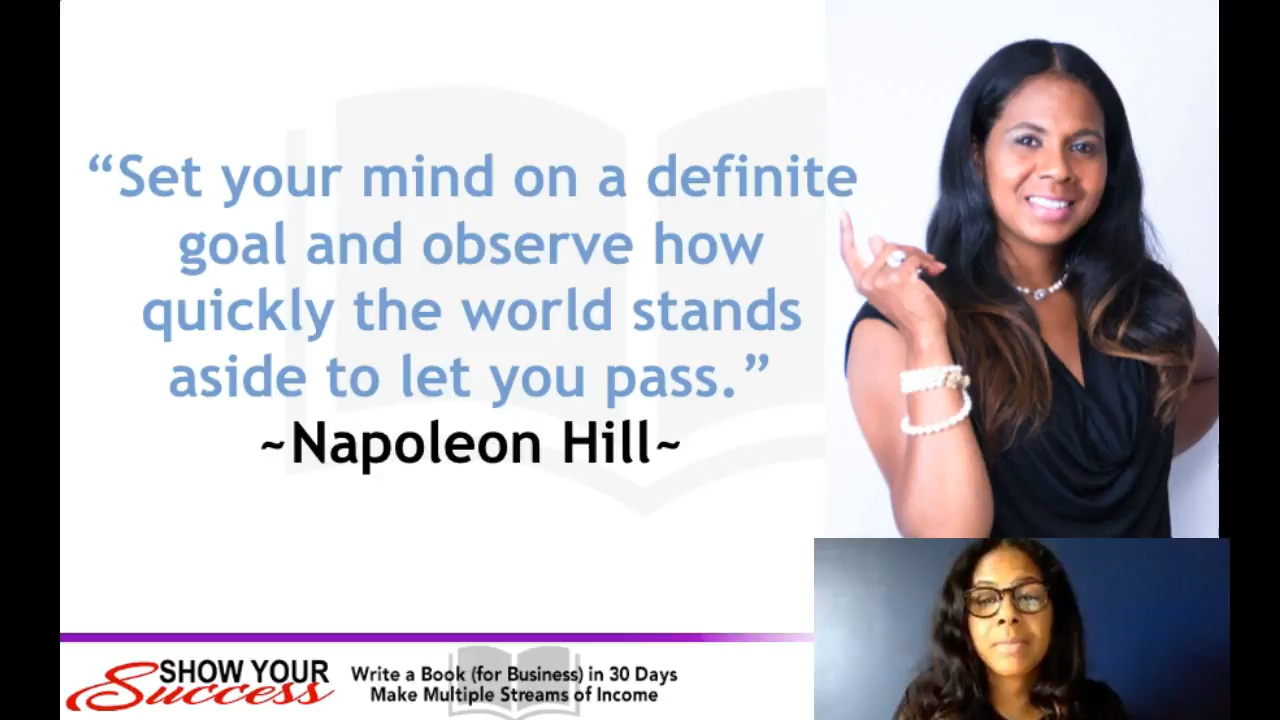 “Set your mind on a definite
goal and observe how
quickly the world stands
aside to let you pass.”
~Napoleon Hill~
SHOW YOUR
Success
Write a Book (for Business) in 30 Days
Make Multiple Streams of Income